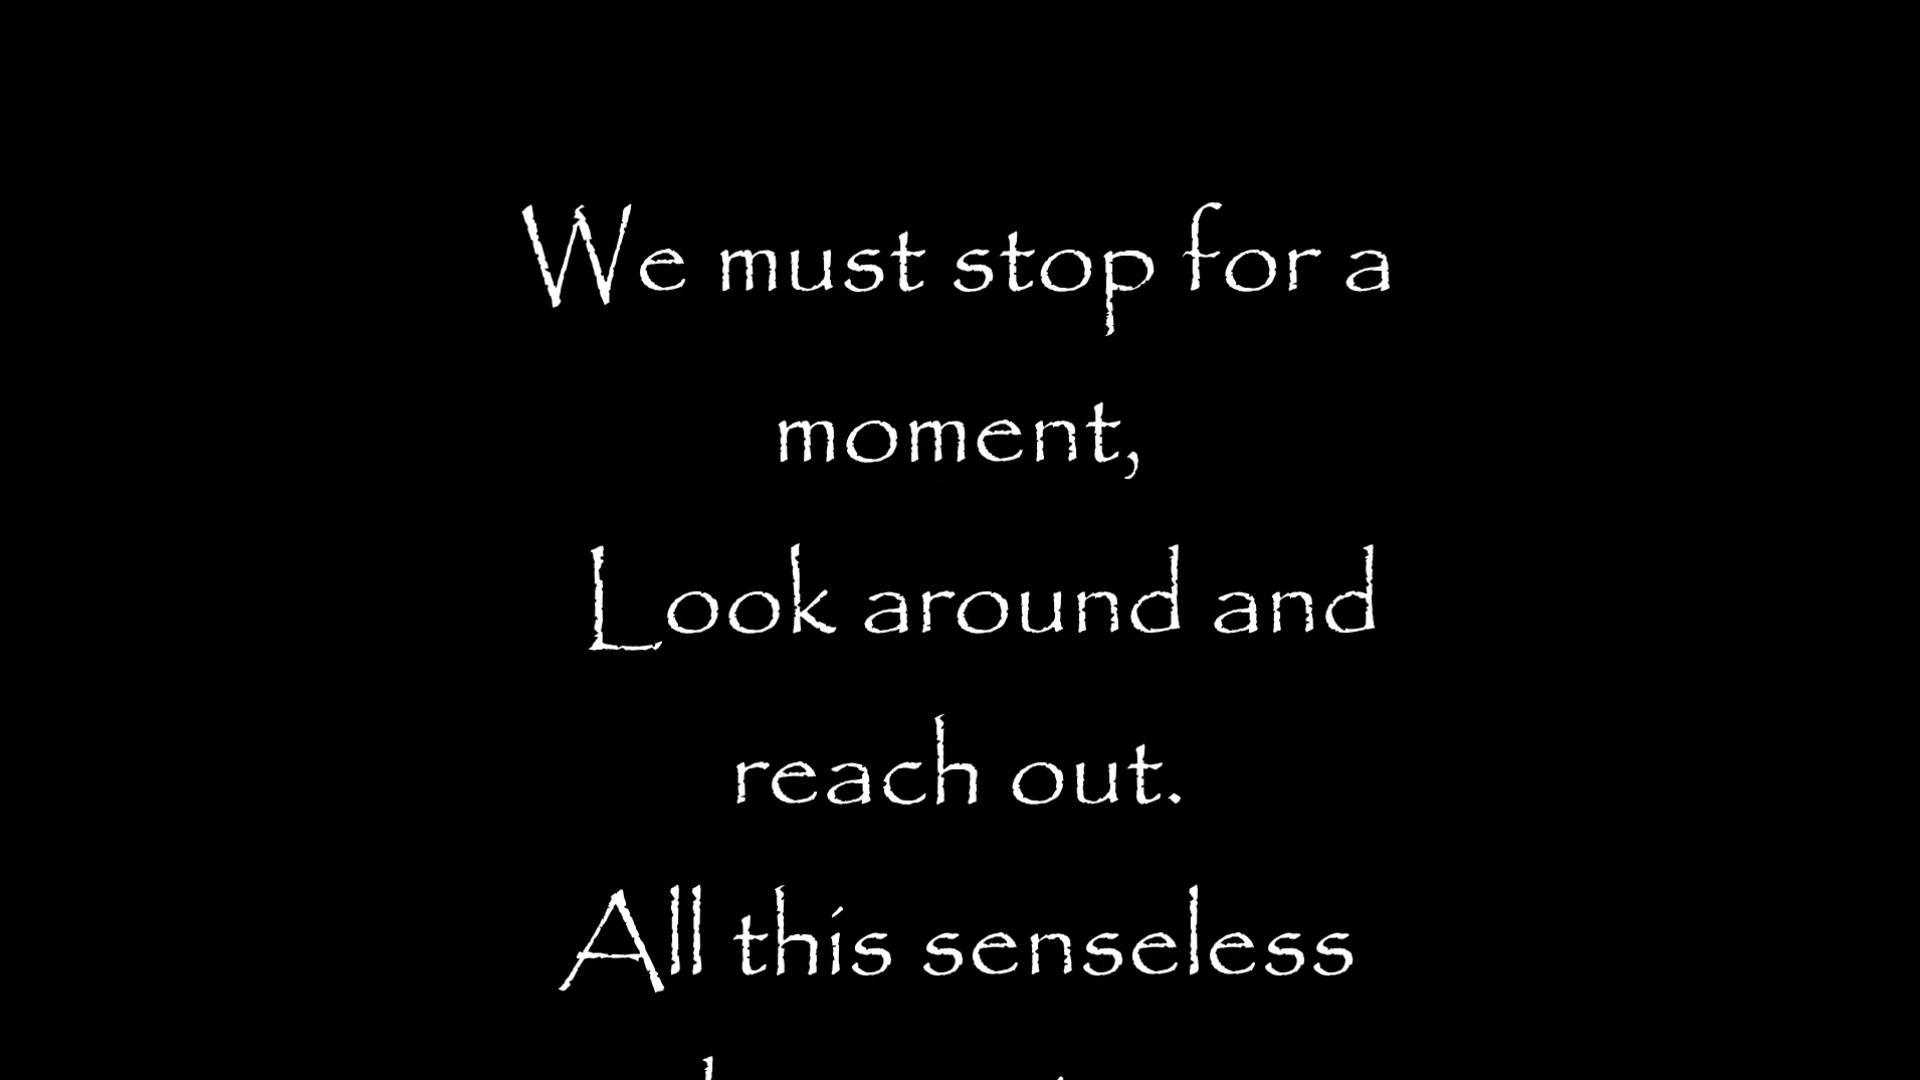 We must stop for a
moment,
Look around and
reach out.
All this senseless